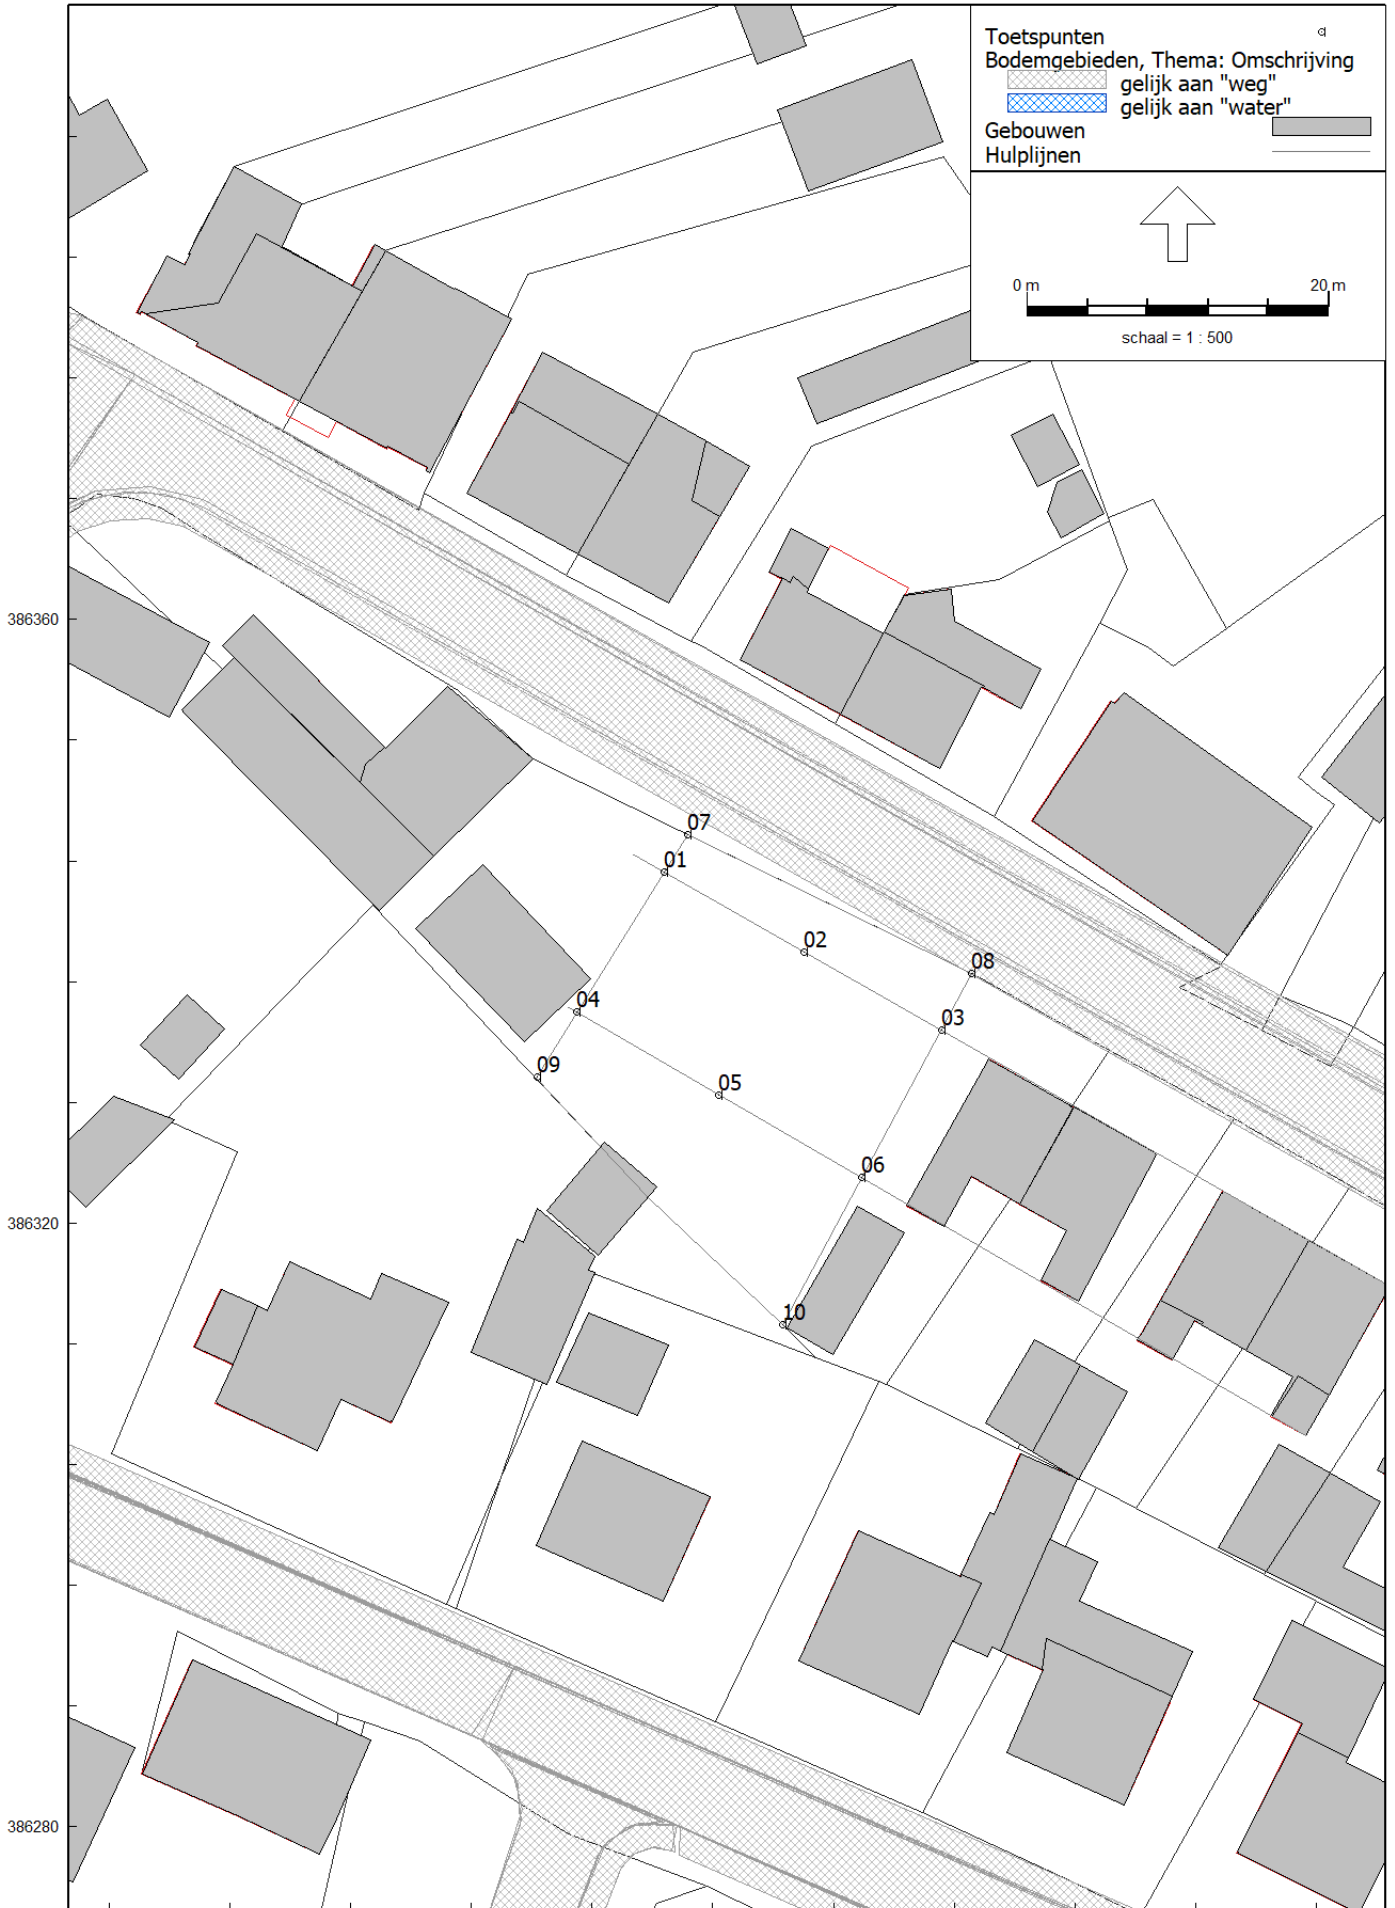 Toetspunten
Bodemgebieden, Thema: Omschrijving
gelijk aan "weg"
gelijk aan "water"
Gebouwen
Hulplijnen
0 m 20 m
schaal = 1 : 500
386360
07
01
02
08
04
03
09
05
06
386320
10
386280